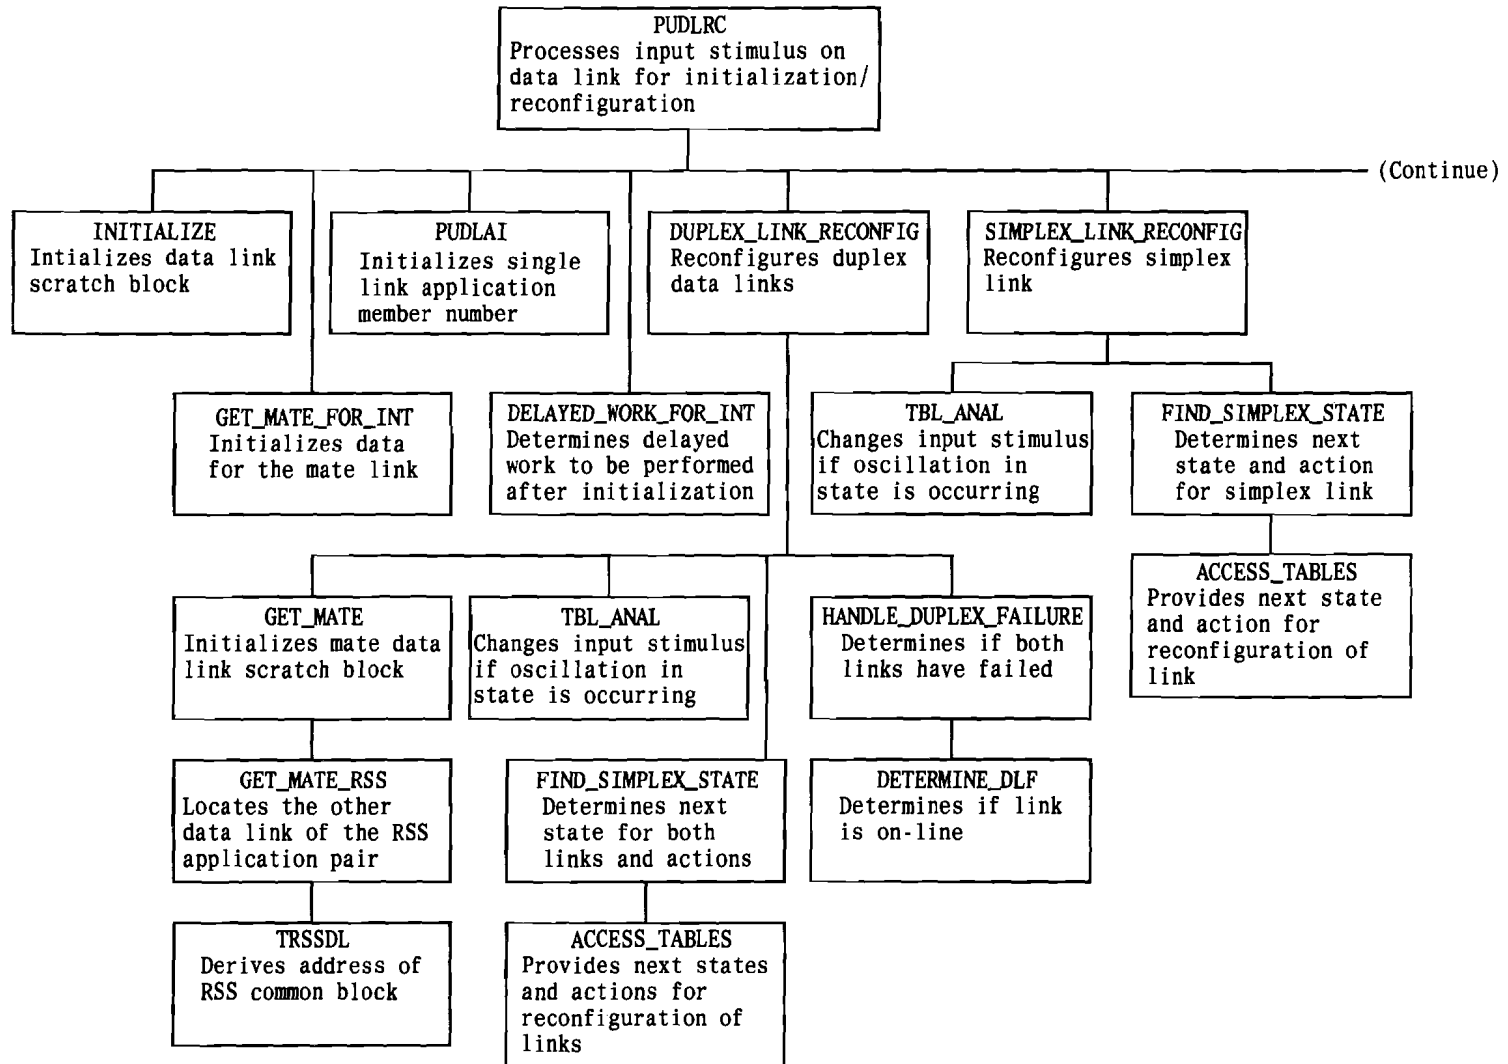 PUDLRC
Processes input stimulus on
data link for initialization/
reconfiguration
(Continue)
INITIALIZE
Intializes data link
scratch block
PUDLAI
Initializes single
link application
member number
DUPLEX_LINK_RECONFIG
Reconfigures duplex
data links
SIMPLEX_LINK_RECONFIG
Reconfigures simplex
link
GET_MATE_FOR_INT
Initializes data
for the mate link
DELAYED_WORK_FOR_INT
Determines delayed
work to be performed
after initialization
TBL_ANAL
Changes input stimulus
if oscillation in
state is occurring
FIND_SIMPLEX_STATE
Determines next
state and action
for simplex link
ACCESS_TABLES
Provides next state
and action for
reconfiguration of
link
GET_MATE
Initializes mate data
link scratch block
TBL_ANAL
Changes input stimulus
if oscillation in
state is occurring
HANDLE_DUPLEX_FAILURE
Determines if both
links have failed
GET_MATE_RSS
Locates the other
data link of the RSS
application pair
FIND_SIMPLEX_STATE
Determines next
state for both
links and actions
DETERMINE_DLF
Determines if link
is on-line
TRSSDL
Derives address of
RSS common block
ACCESS_TABLES
Provides next states
and actions for
reconfiguration of
links